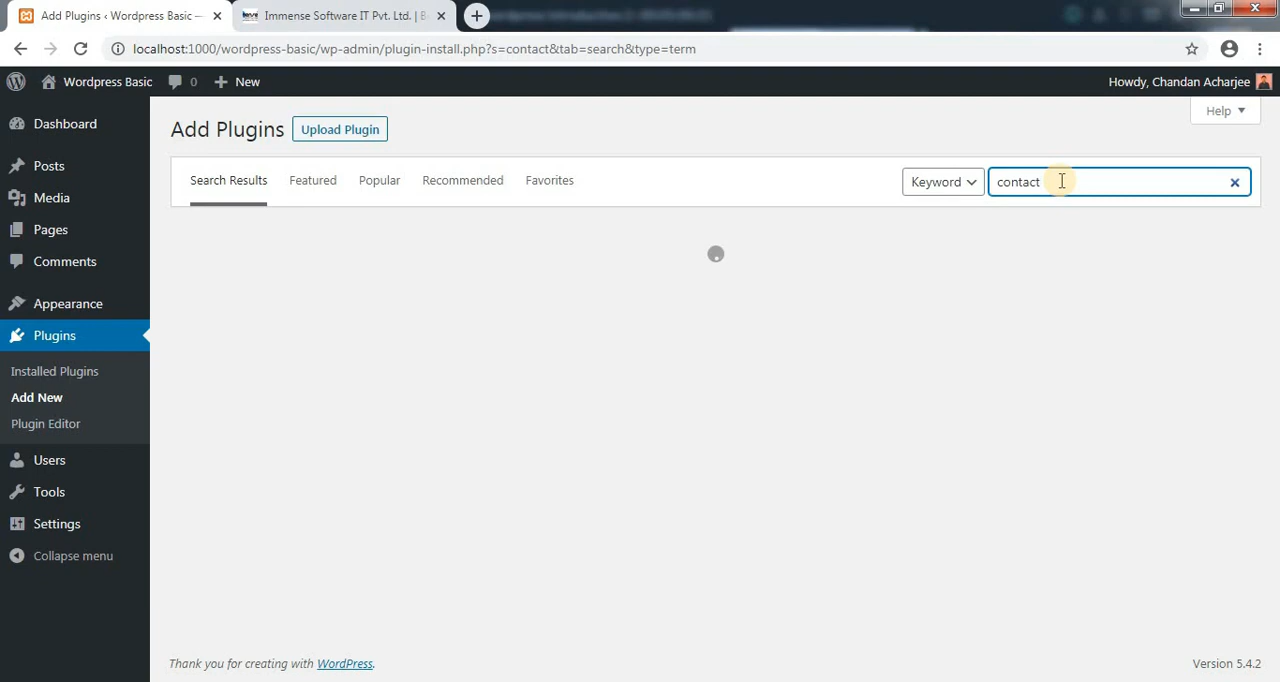 Add Plugins ‹ Wordpress Basic —
Immense Software IT Pvt. Ltd. | B
localhost:1000/wordpress-basic/wp-admin/plugin-install.php?s=contact&tab=search&type=term
Wordpress Basic
0
New
Howdy, Chandan Acharjee
Dashboard
Posts
Media
Pages
Comments
Appearance
Plugins
Installed Plugins
Add New
Plugin Editor
Users
Tools
Settings
Collapse menu
Help
Add Plugins
Upload Plugin
Search Results
Featured
Popular
Recommended
Favorites
Keyword
contact
Thank you for creating with WordPress.
Version 5.4.2